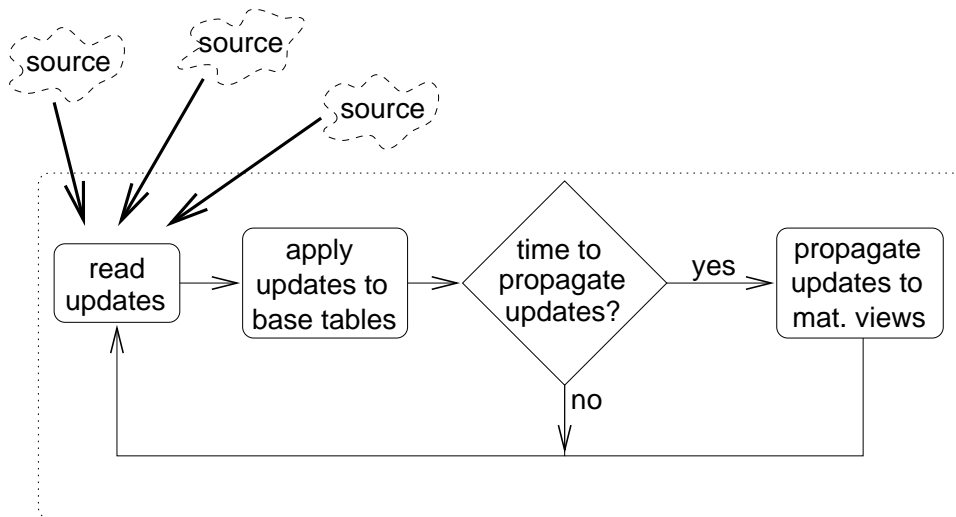 source
source
source
read
updates
apply
updates to
base tables
time to
propagate
updates?
yes
no
propagate
updates to
mat. views